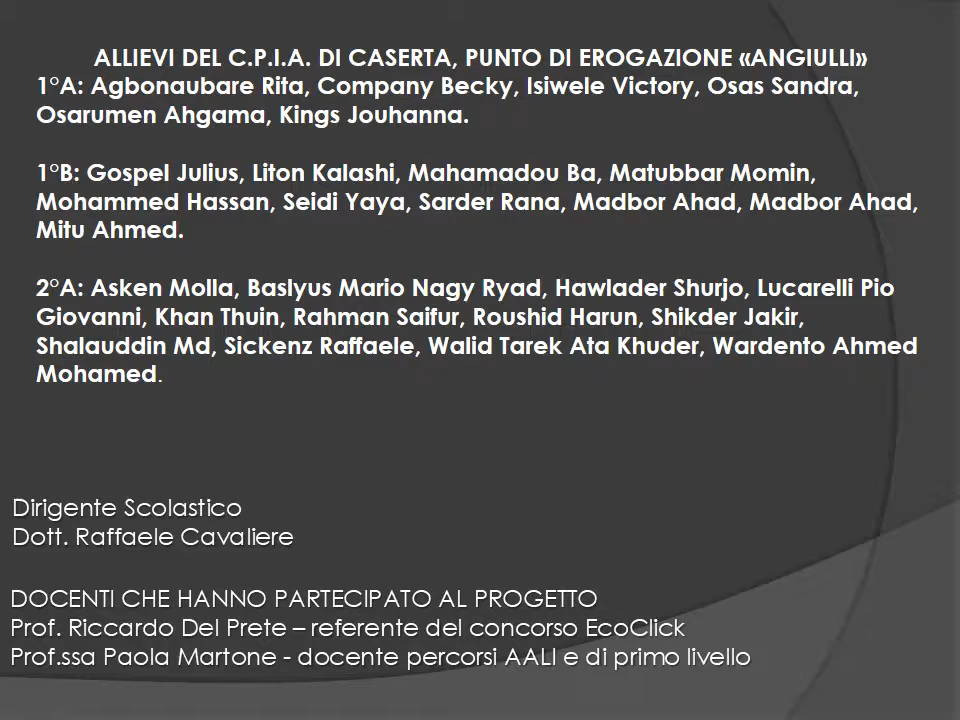 ALLIEVI DEL C.P.I.A. DI CASERTA, PUNTO DI EROGAZIONE «ANGIULLI»
1°A: Agbonaubare Rita, Company Becky, Isiwele Victory, Osas Sandra,
Osarumen Ahgama, Kings Jouhanna.
1°B: Gospel Julius, Liton Kalashi, Mahamadou Ba, Matubbar Momin,
Mohammed Hassan, Seidi Yaya, Sarder Rana, Madbor Ahad, Madbor Ahad,
Mitu Ahmed.
2°A: Asken Molla, Baslyus Mario Nagy Ryad, Hawlader Shurjo, Lucarelli Pio
Giovanni, Khan Thuin, Rahman Saifur, Roushid Harun, Shikder Jakir,
Shalauddin Md, Sickenz Raffaele, Walid Tarek Ata Khuder, Wardento Ahmed
Mohamed.
Dirigente Scolastico
Dott. Raffaele Cavaliere
DOCENTI CHE HANNO PARTECIPATO AL PROGETTO
Prof. Riccardo Del Prete – referente del concorso EcoClick
Prof.ssa Paola Martone - docente percorsi AALI e di primo livello